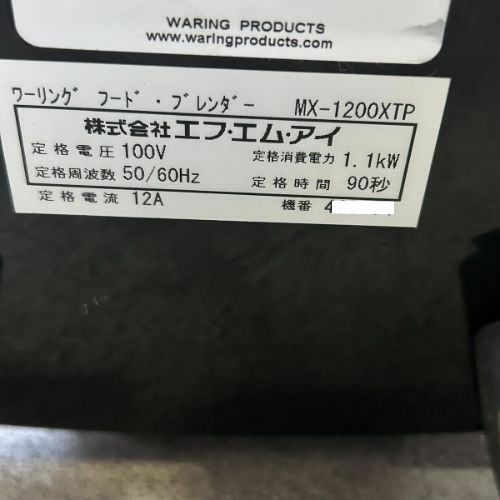 WARING PRODUCTS
www.waringproducts.com
ワーリング フード・ブレンダー MX-1200XTP
株式会社エフ・エム・アイ
定格電圧 100V 定格消費電力 1.1kW
定格周波数 50/60Hz 定格時間 90秒
定格電流 12A 機番 4